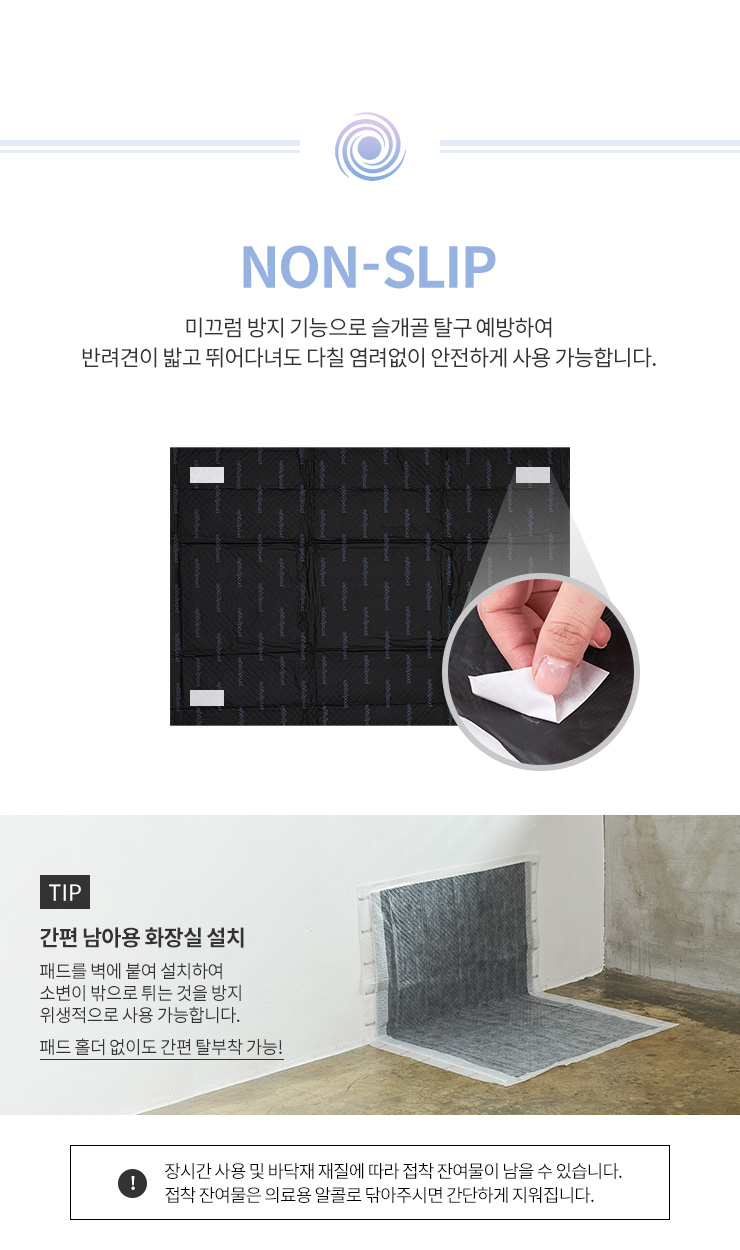 NON-SLIP
미끄럼 방지 기능으로 슬개골 탈구 예방하여
반려견이 밟고 뛰어다녀도 다칠 염려없이 안전하게 사용 가능합니다.
TIP
간편 남아용 화장실 설치
패드를 벽에 붙여 설치하여
소변이 밖으로 튀는 것을 방지
위생적으로 사용 가능합니다.
패드 홀더 없이도 간편 탈부착 가능!
!
장시간 사용 및 바닥재 재질에 따라 접착 잔여물이 남을 수 있습니다.
접착 잔여물은 의료용 알콜로 닦아주시면 간단하게 지워집니다.